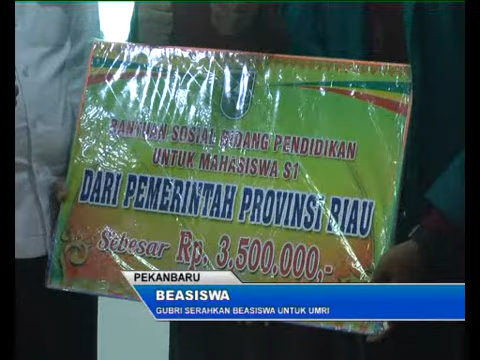 BANTUAN SOSIAL BIDANG PENDIDIKAN
UNTUK MAHASISWA S1
DARI PEMERINTAH PROVINSI RIAU
Sebesar Rp. 3,500,000,-
PEKANBARU
BEASISWA
GUBRI SERAHKAN BEASISWA UNTUK UMRI